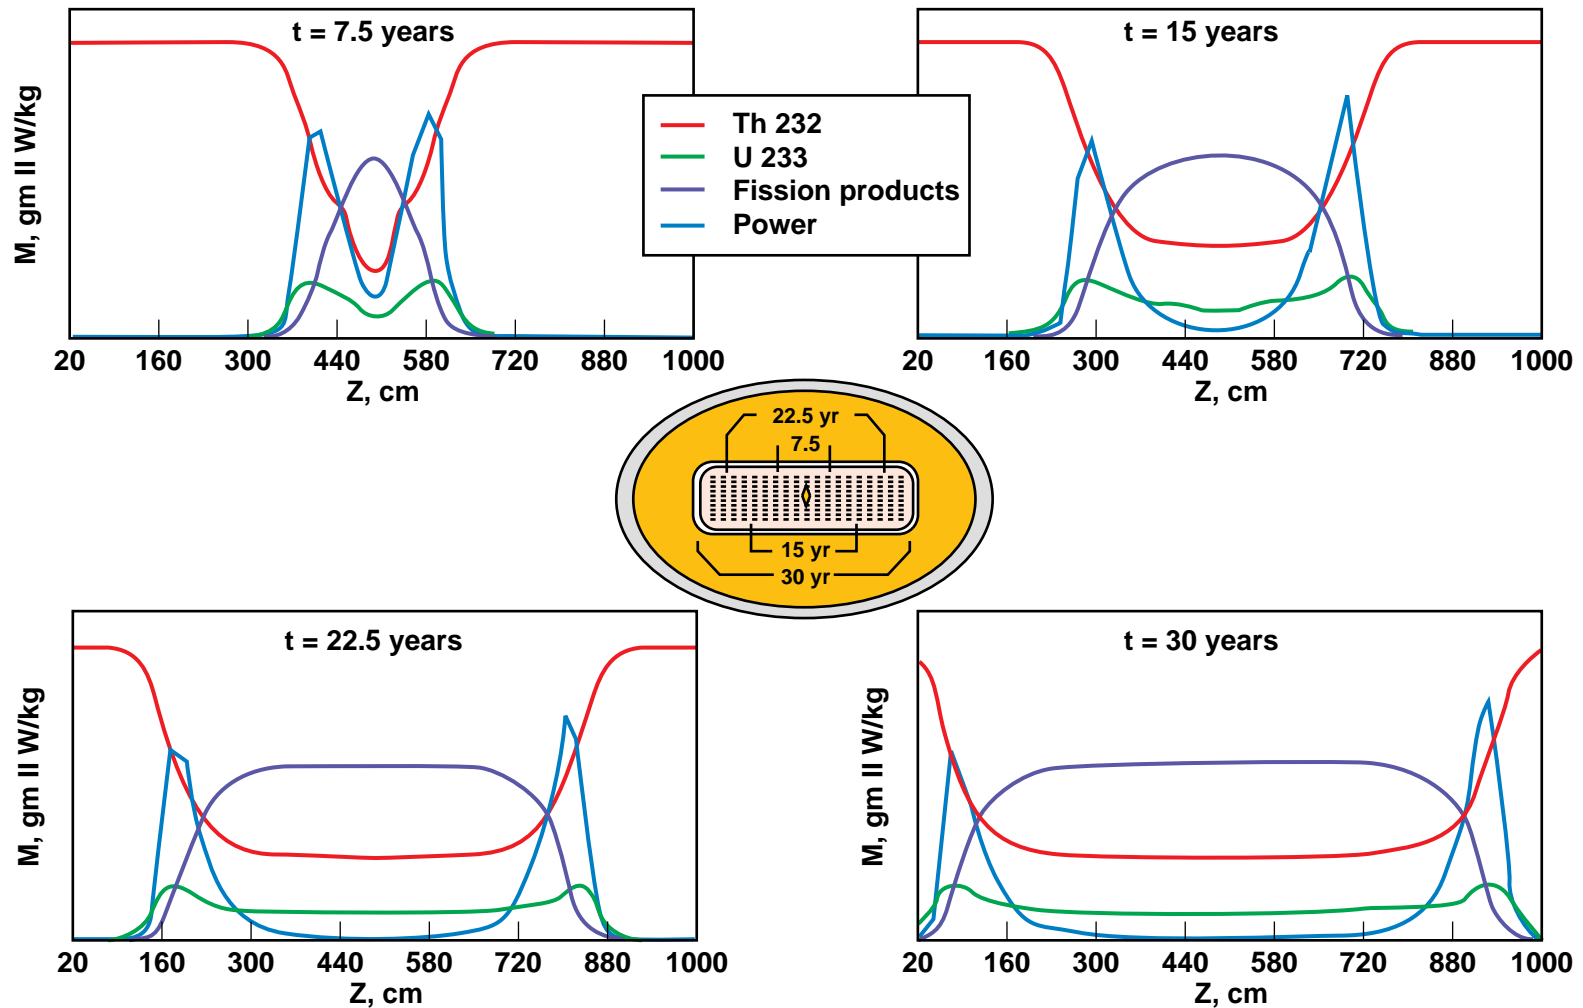 t = 7.5 years
M, gm II W/kg
20 160 300 440 580 720 880 1000
Z, cm
t = 15 years
20 160 300 440 580 720 880 1000
Z, cm
Th 232
U 233
Fission products
Power
22.5 yr
7.5
15 yr
30 yr
t = 22.5 years
M, gm II W/kg
20 160 300 440 580 720 880 1000
Z, cm
t = 30 years
M, gm II W/kg
20 160 300 440 580 720 880 1000
Z, cm